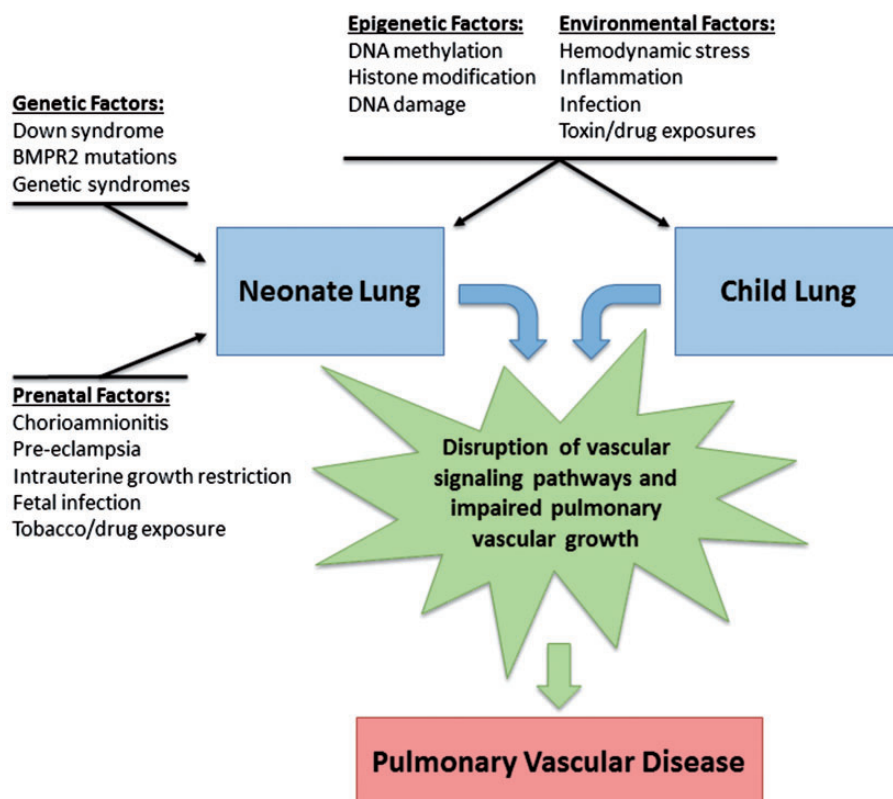 Epigenetic Factors:
DNA methylation
Histone modification
DNA damage
Environmental Factors:
Hemodynamic stress
Inflammation
Infection
Toxin/drug exposures
Genetic Factors:
Down syndrome
BMPR2 mutations
Genetic syndromes
Neonate Lung
Child Lung
Prenatal Factors:
Chorioamnionitis
Pre-eclampsia
Intrauterine growth restriction
Fetal infection
Tobacco/drug exposure
Disruption of vascular
signaling pathways and
impaired pulmonary
vascular growth
Pulmonary Vascular Disease